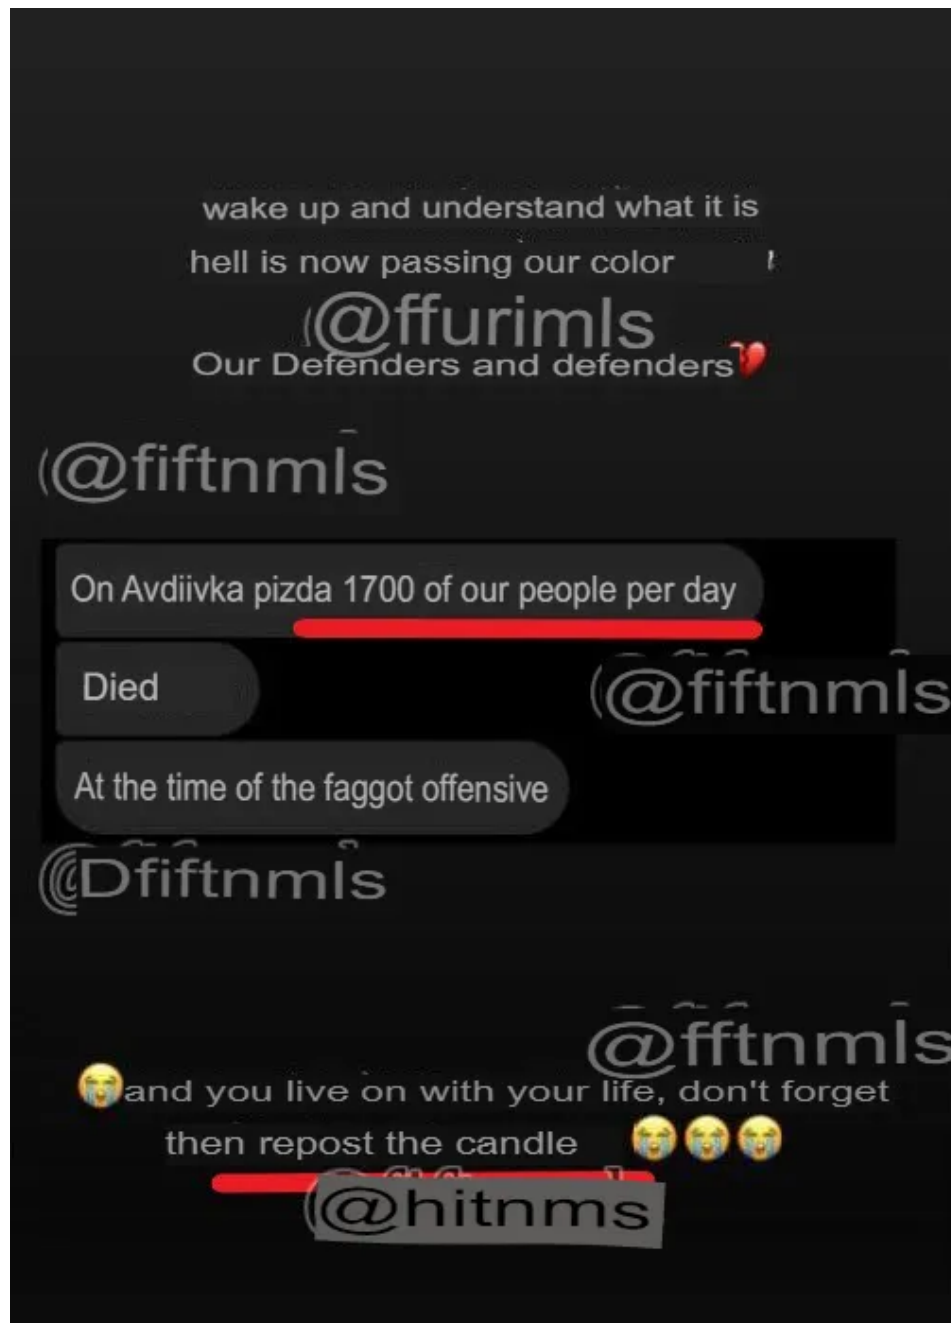 wake up and understand what it is
hell is now passing our color
@ffurimls
Our Defenders and defenders💔
@fiftnmls
On Avdiivka pizda 1700 of our people per day
Died
@fiftnmls
At the time of the faggot offensive
@Dfiftnmls
@fftnmls
😭and you live on with your life, don't forget
then repost the candle 😭😭😭
@hitnms